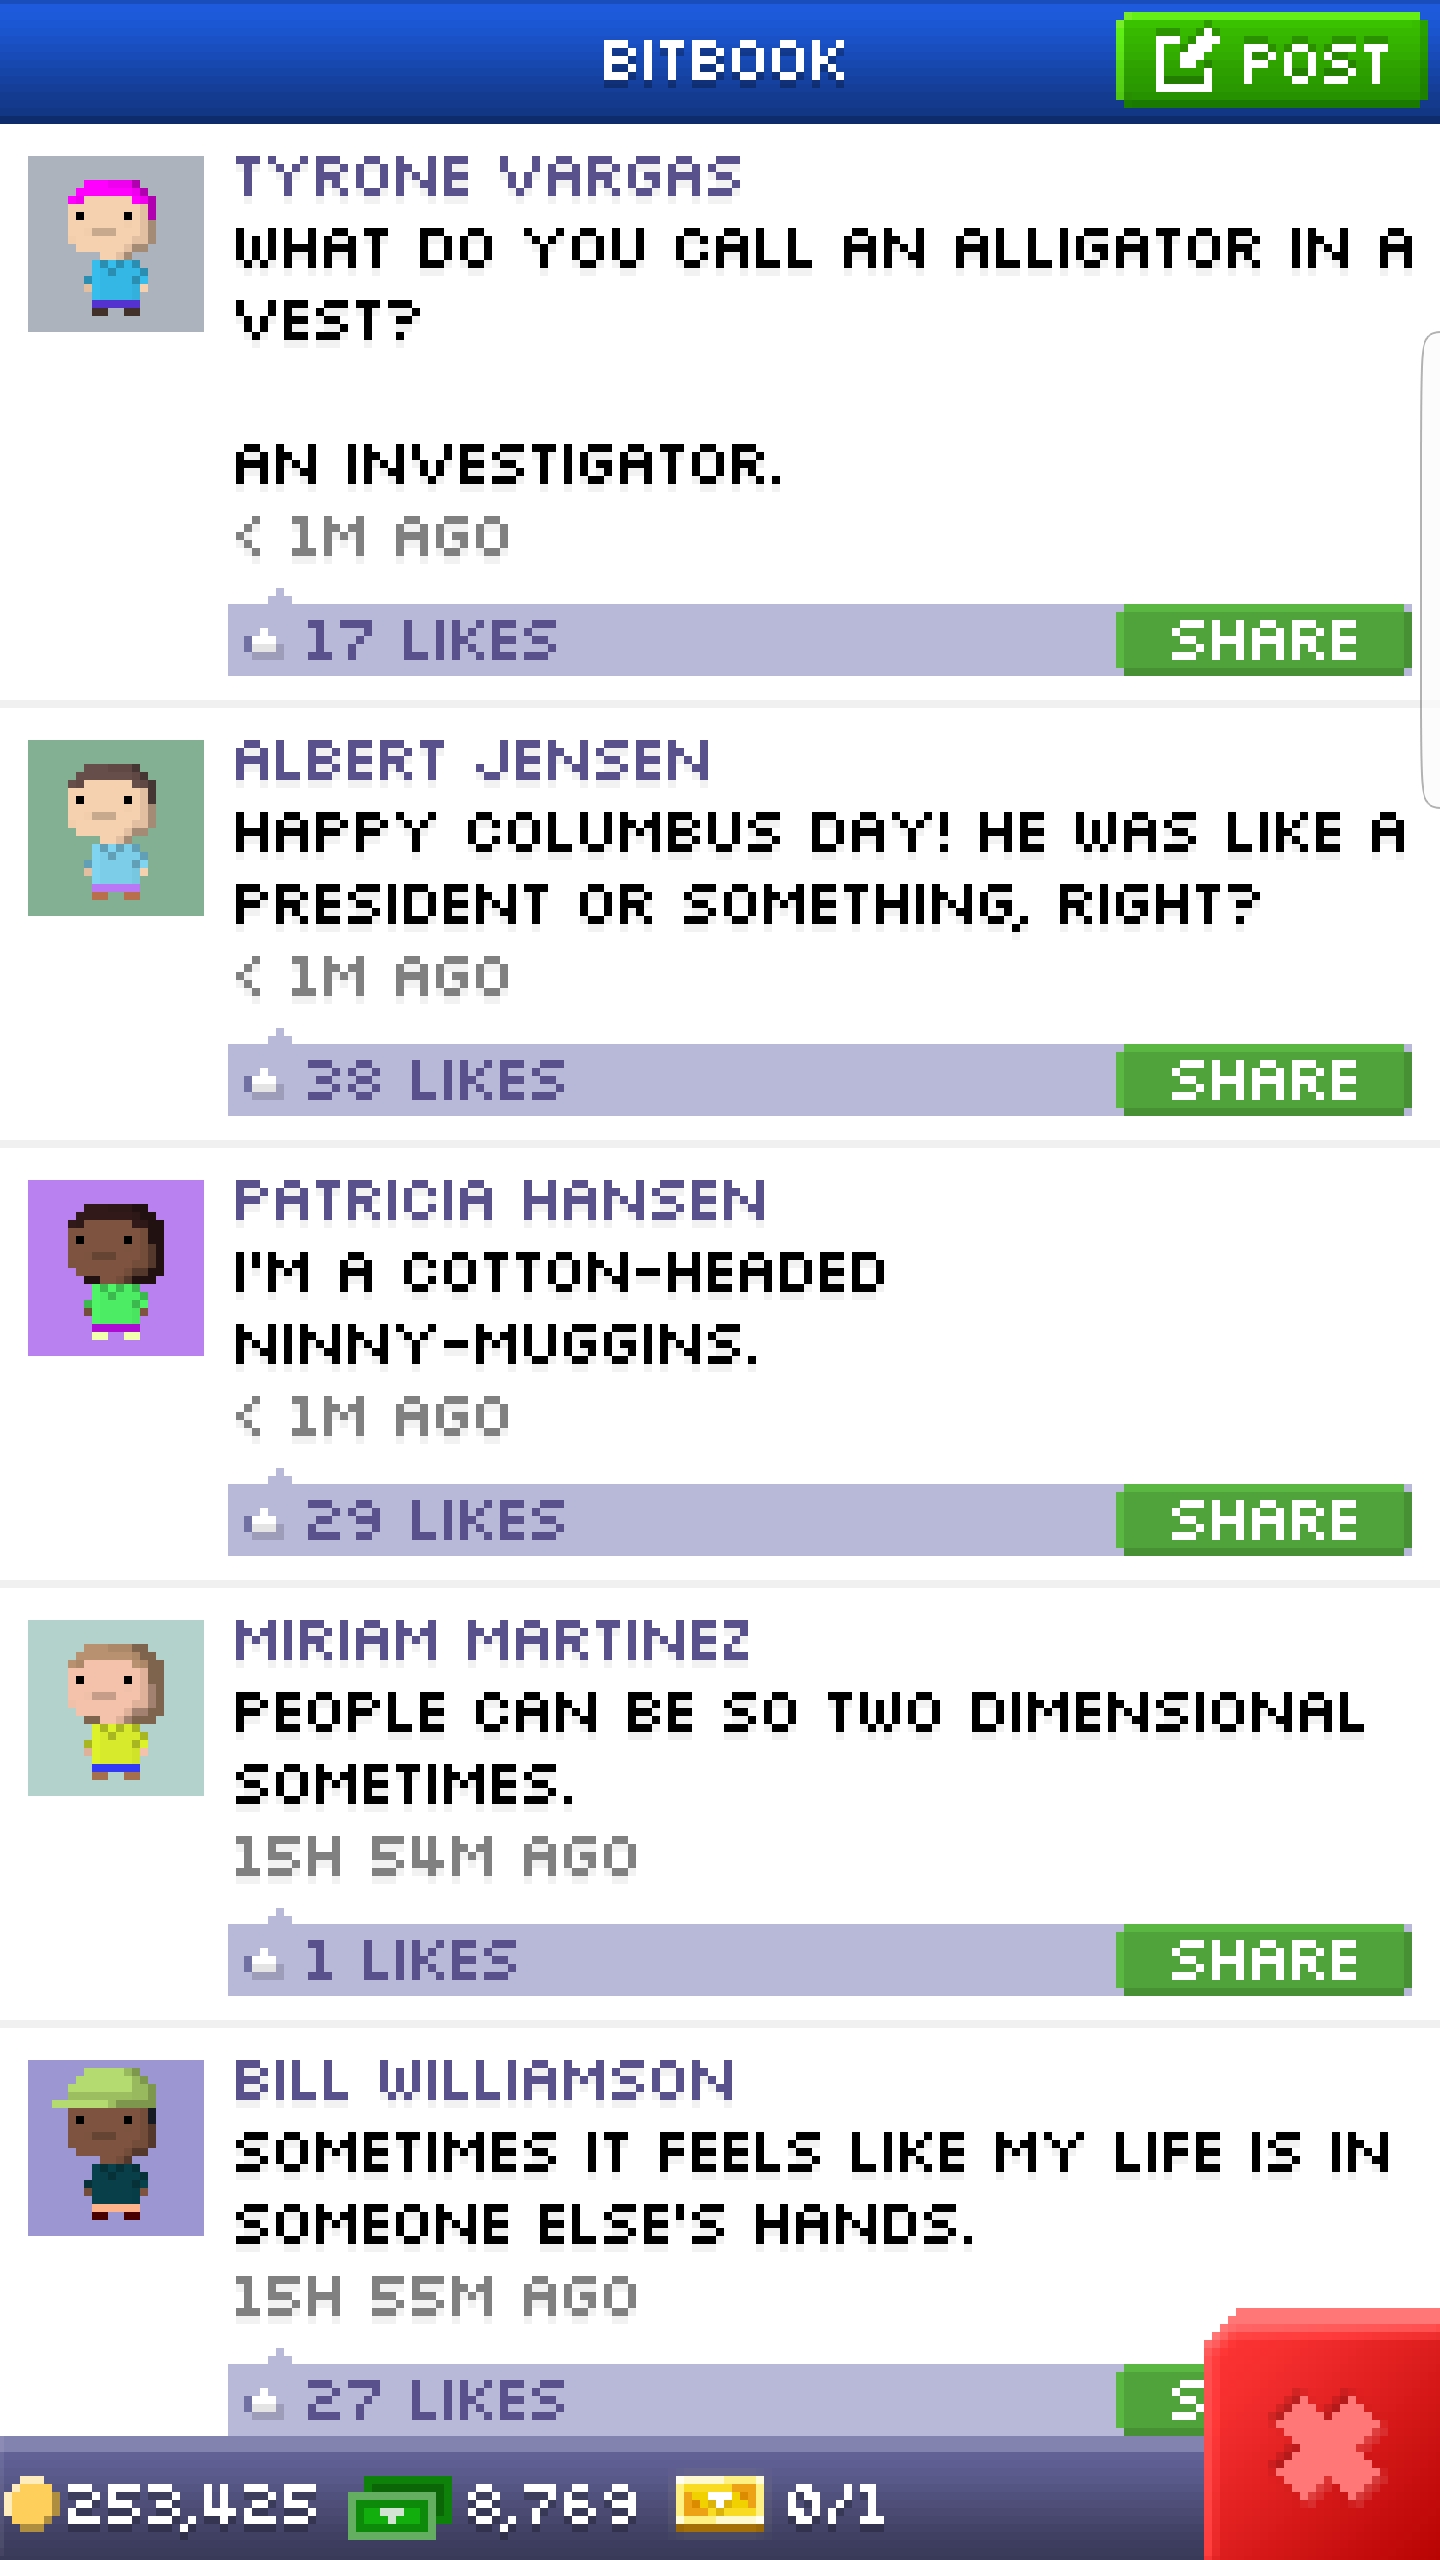 BITBOOK
POST
TYRONE VARGAS
WHAT DO YOU CALL AN ALLIGATOR IN A
VEST?
AN INVESTIGATOR.
< 1M AGO
17 LIKES
SHARE
ALBERT JENSEN
HAPPY COLUMBUS DAY! HE WAS LIKE A
PRESIDENT OR SOMETHING, RIGHT?
< 1M AGO
38 LIKES
SHARE
PATRICIA HANSEN
I'M A COTTON-HEADED
NINNY-MUGGINS.
< 1M AGO
29 LIKES
SHARE
MIRIAM MARTINEZ
PEOPLE CAN BE SO TWO DIMENSIONAL
SOMETIMES.
15H 54M AGO
1 LIKES
SHARE
BILL WILLIAMSON
SOMETIMES IT FEELS LIKE MY LIFE IS IN
SOMEONE ELSE'S HANDS.
15H 55M AGO
27 LIKES
S
253,425
8,769
0/1